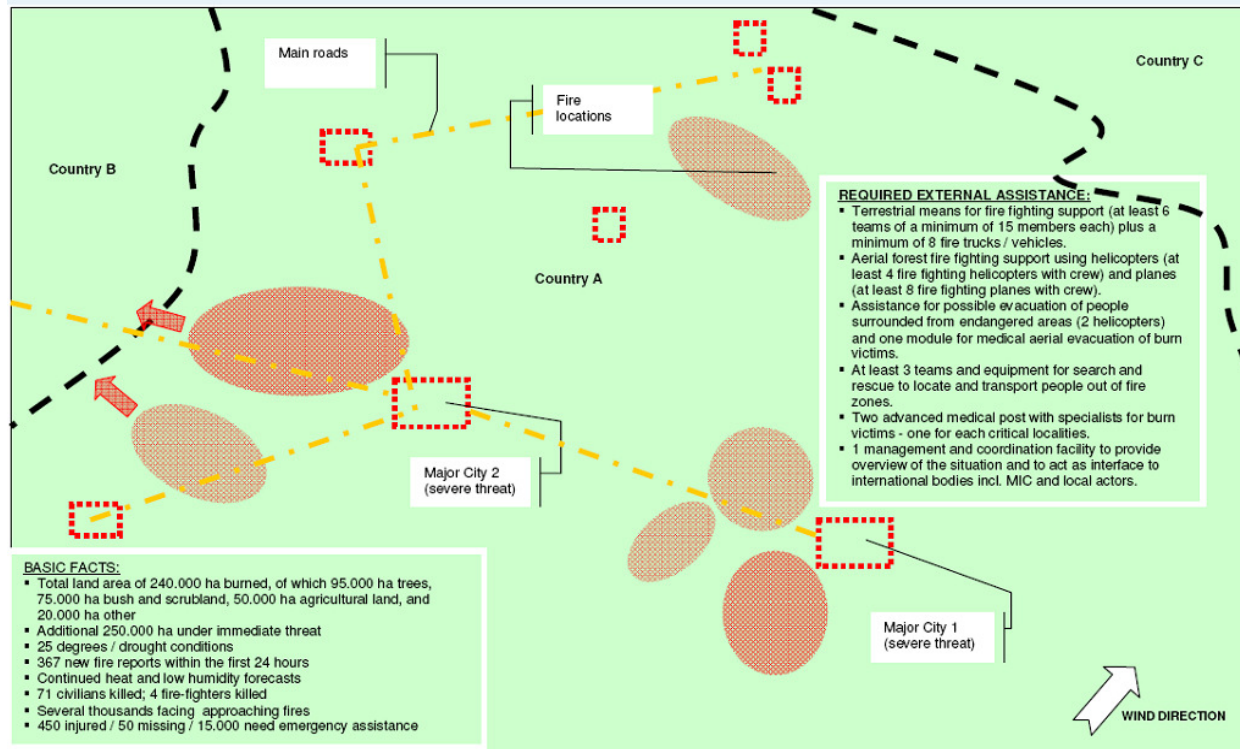 Main roads
Country C
Fire
locations
Country B
Country A
REQUIRED EXTERNAL ASSISTANCE:
▪ Terrestrial means for fire fighting support (at least 6
teams of a minimum of 15 members each) plus a
minimum of 8 fire trucks / vehicles.
▪ Aerial forest fire fighting support using helicopters (at
least 4 fire fighting helicopters with crew) and planes
(at least 8 fire fighting planes with crew).
▪ Assistance for possible evacuation of people
surrounded from endangered areas (2 helicopters)
and one module for medical aerial evacuation of burn
victims.
▪ At least 3 teams and equipment for search and
rescue to locate and transport people out of fire
zones.
▪ Two advanced medical post with specialists for burn
victims - one for each critical localities.
▪ 1 management and coordination facility to provide
overview of the situation and to act as interface to
international bodies incl. MIC and local actors.
Major City 2
(severe threat)
BASIC FACTS:
▪ Total land area of 240.000 ha burned, of which 95.000 ha trees,
75.000 ha bush and scrubland, 50.000 ha agricultural land, and
20.000 ha other
▪ Additional 250.000 ha under immediate threat
▪ 25 degrees / drought conditions
▪ 367 new fire reports within the first 24 hours
▪ Continued heat and low humidity forecasts
▪ 71 civilians killed; 4 fire-fighters killed
▪ Several thousands facing approaching fires
▪ 450 injured / 50 missing / 15.000 need emergency assistance
Major City 1
(severe threat)
WIND DIRECTION